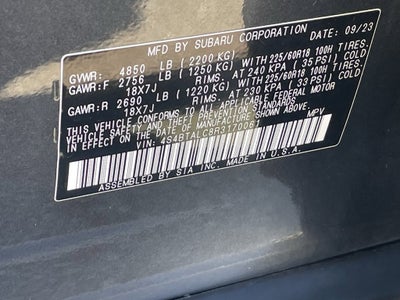 MFD BY SUBARU CORPORATION DATE 09/23
GVWR: 4850 LB (2200 KG)
GAWR:F 2756 LB (1250 KG) WITH 225/60R18 100H TIRES.
18X7J RIMS. AT 240 KPA (35 PSI) COLD
GAWR:R 2690 LB (1220 KG) WITH 225/60R18 100H TIRES.
18X7J RIMS. AT 230 KPA (33 PSI) COLD
THIS VEHICLE CONFORMS TO ALL APPLICABLE FEDERAL MOTOR
VEHICLE SAFETY, BUMPER, AND THEFT PREVENTION STANDARDS
IN EFFECT ON THE DATE OF MANUFACTURE SHOWN ABOVE.
VIN: 4S4BTALC8R3170067 MPV
ASSEMBLED BY SIA INC. MADE IN U.S.A.